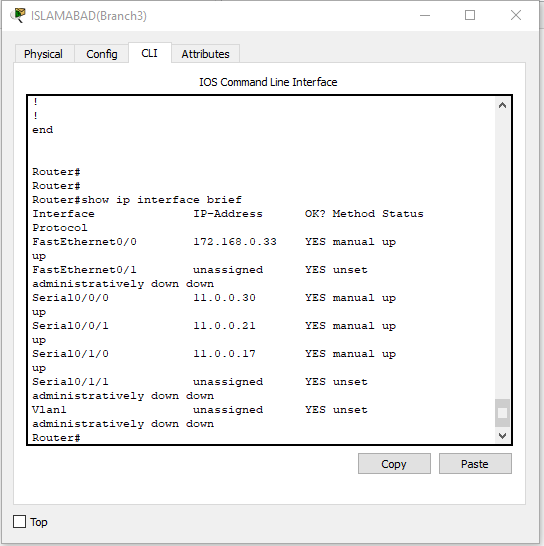 ISLAMABAD(Branch3)
Physical Config CLI Attributes
IOS Command Line Interface
!
!
end
Router#
Router#
Router#show ip interface brief
Interface IP-Address OK? Method Status
Protocol
FastEthernet0/0 172.168.0.33 YES manual up
up
FastEthernet0/1 unassigned YES unset
administratively down down
Serial0/0/0 11.0.0.30 YES manual up
up
Serial0/0/1 11.0.0.21 YES manual up
up
Serial0/1/0 11.0.0.17 YES manual up
up
Serial0/1/1 unassigned YES unset
administratively down down
Vlan1 unassigned YES unset
administratively down down
Router#
Copy Paste
Top